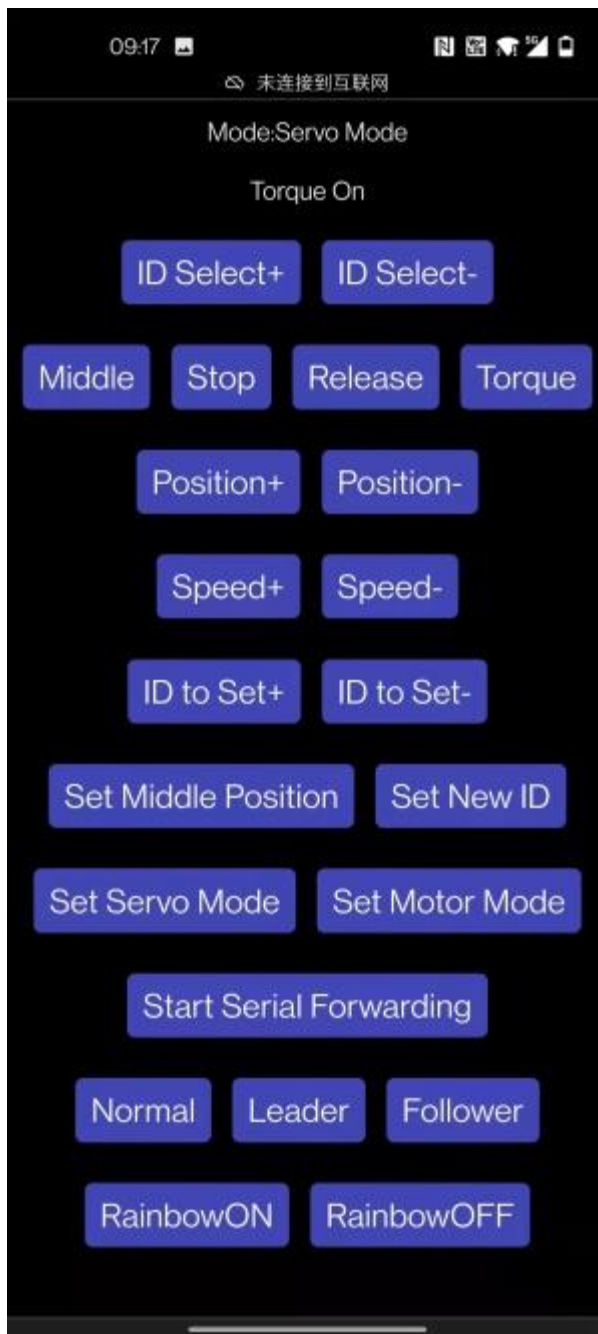 09:17 5G
未连接到互联网
Mode:Servo Mode
Torque On
ID Select+ ID Select-
Middle Stop Release Torque
Position+ Position-
Speed+ Speed-
ID to Set+ ID to Set-
Set Middle Position Set New ID
Set Servo Mode Set Motor Mode
Start Serial Forwarding
Normal Leader Follower
RainbowON RainbowOFF